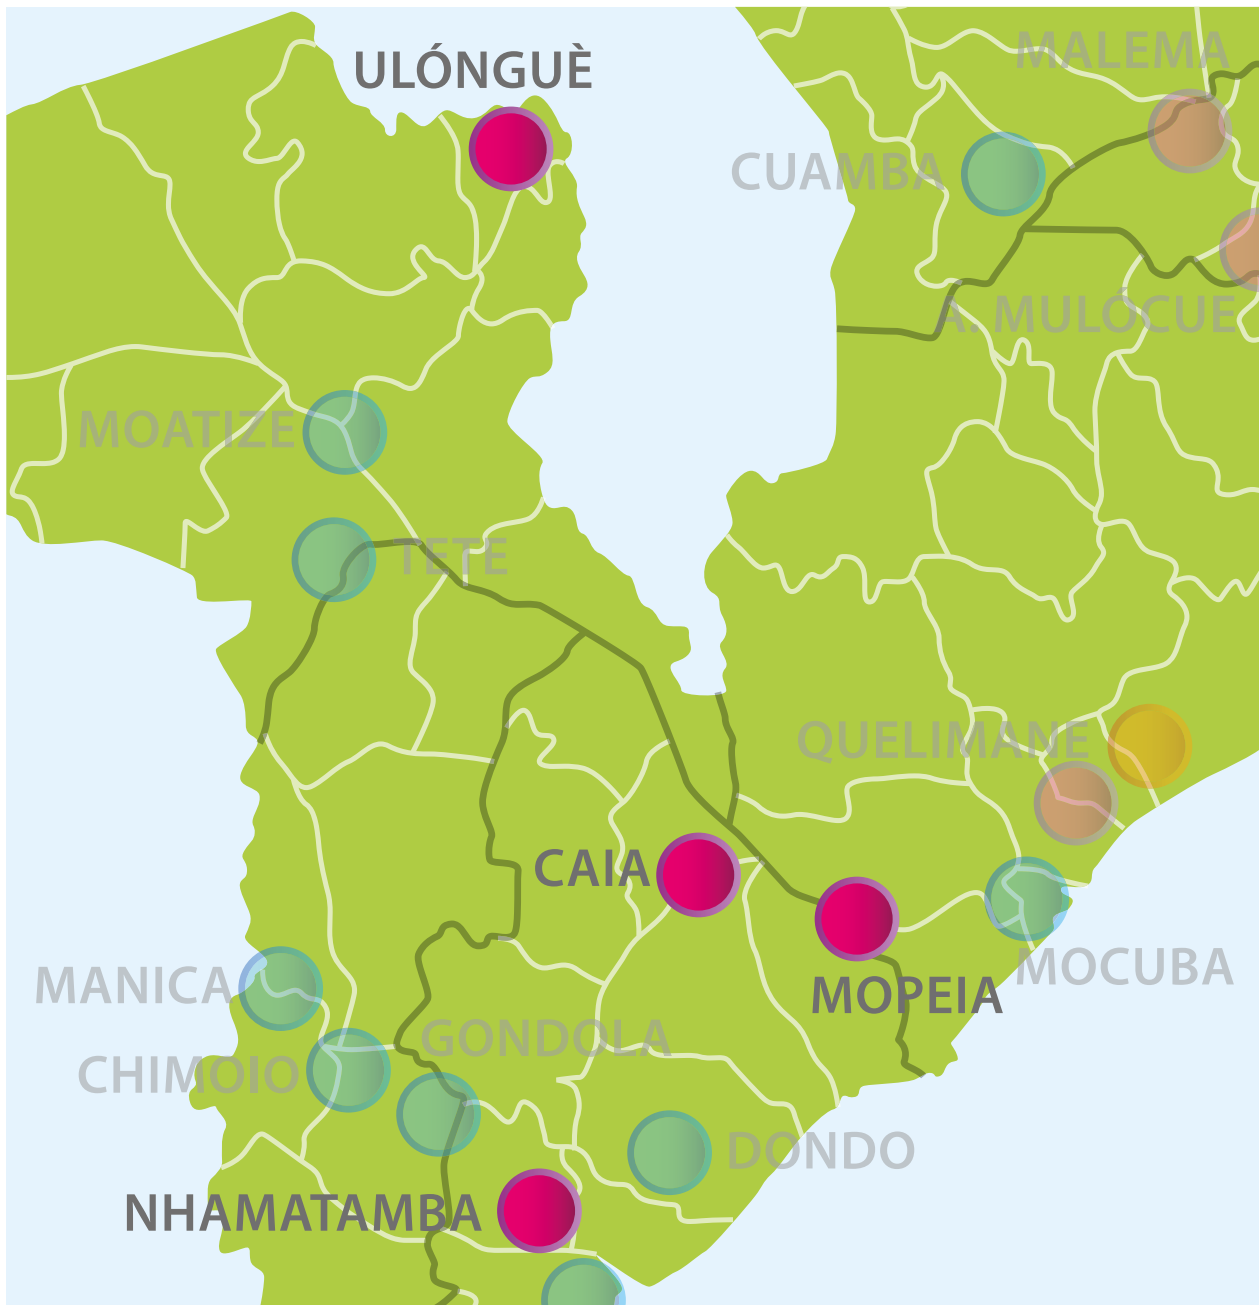 MALEMA
ULÓNGUÈ
CUAMBA
A. MULÓCUE
MOATIZE
TETE
QUELIMANE
CAIA
MOCUBA
MANICA
MOPEIA
GONDOLA
CHIMOIO
DONDO
NHAMATAMBA